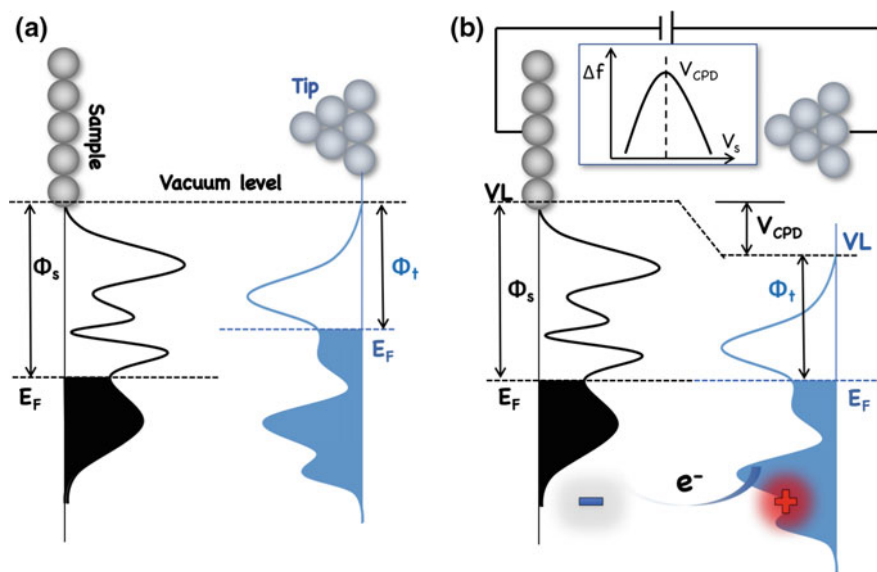 (a)
Sample
Tip
Vacuum level
Φs
Φt
EF
EF
(b)
Δf
VCPD
Vs
VL
VCPD
VL
Φs
Φt
EF
EF
e-
−
+